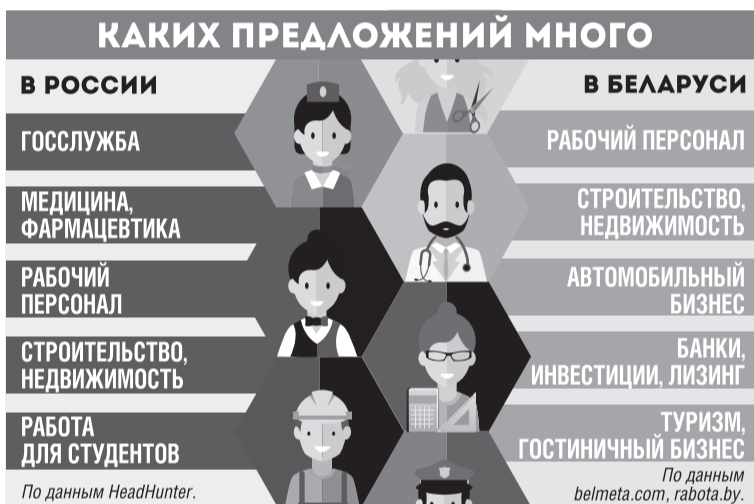 КАКИХ ПРЕДЛОЖЕНИЙ МНОГО
В РОССИИ
ГОССЛУЖБА
МЕДИЦИНА,
ФАРМАЦЕВТИКА
РАБОЧИЙ
ПЕРСОНАЛ
СТРОИТЕЛЬСТВО,
НЕДВИЖИМОСТЬ
РАБОТА
ДЛЯ СТУДЕНТОВ
По данным HeadHunter.
В БЕЛАРУСИ
РАБОЧИЙ ПЕРСОНАЛ
СТРОИТЕЛЬСТВО,
НЕДВИЖИМОСТЬ
АВТОМОБИЛЬНЫЙ
БИЗНЕС
БАНКИ,
ИНВЕСТИЦИИ, ЛИЗИНГ
ТУРИЗМ,
ГОСТИНИЧНЫЙ БИЗНЕС
По данным
belmeta.com, rabota.by.